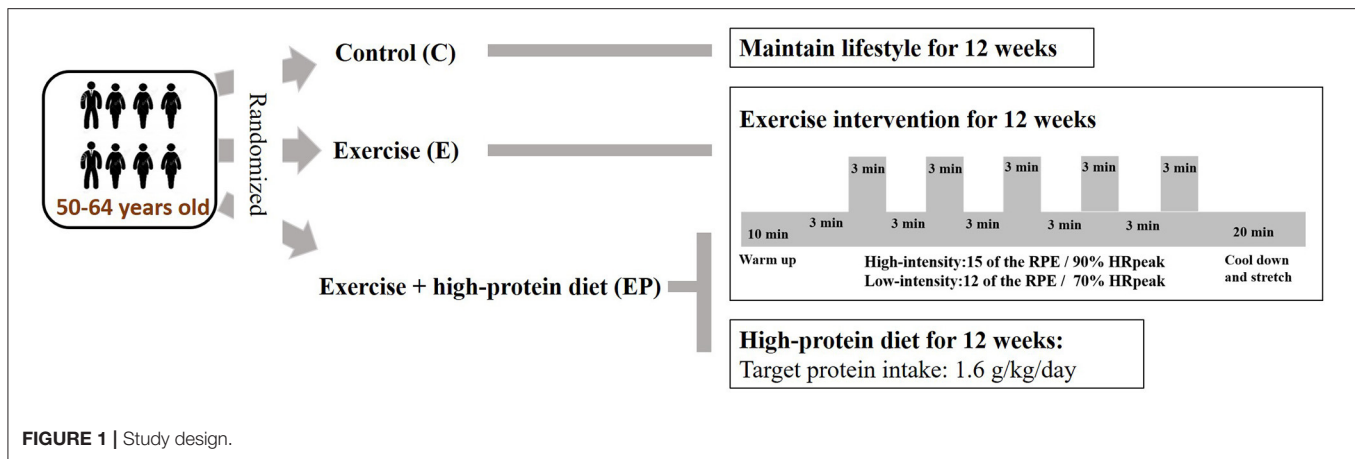 50-64 years old
Randomized
Control (C)
Exercise (E)
Exercise + high-protein diet (EP)
Maintain lifestyle for 12 weeks
Exercise intervention for 12 weeks
3 min 3 min 3 min 3 min 3 min
10 min 3 min 3 min 3 min 3 min 3 min 20 min
Warm up High-intensity:15 of the RPE / 90% HRpeak Cool down
Low-intensity:12 of the RPE / 70% HRpeak and stretch
High-protein diet for 12 weeks:
Target protein intake: 1.6 g/kg/day
FIGURE 1 | Study design.